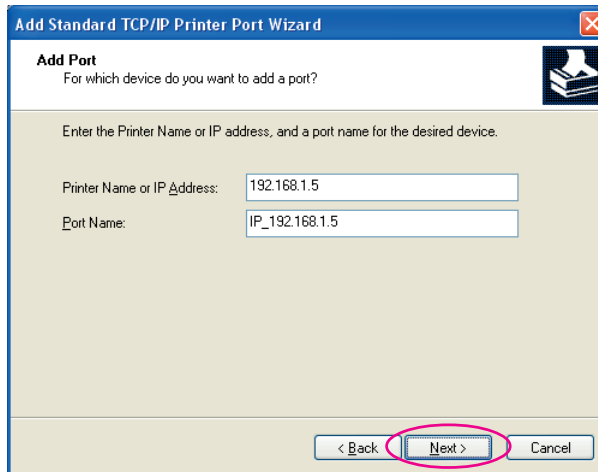 Add Standard TCP/IP Printer Port Wizard
Add Port
For which device do you want to add a port?
Enter the Printer Name or IP address, and a port name for the desired device.
Printer Name or IP Address: 192.168.1.5
Port Name: IP_192.168.1.5
< Back Next > Cancel